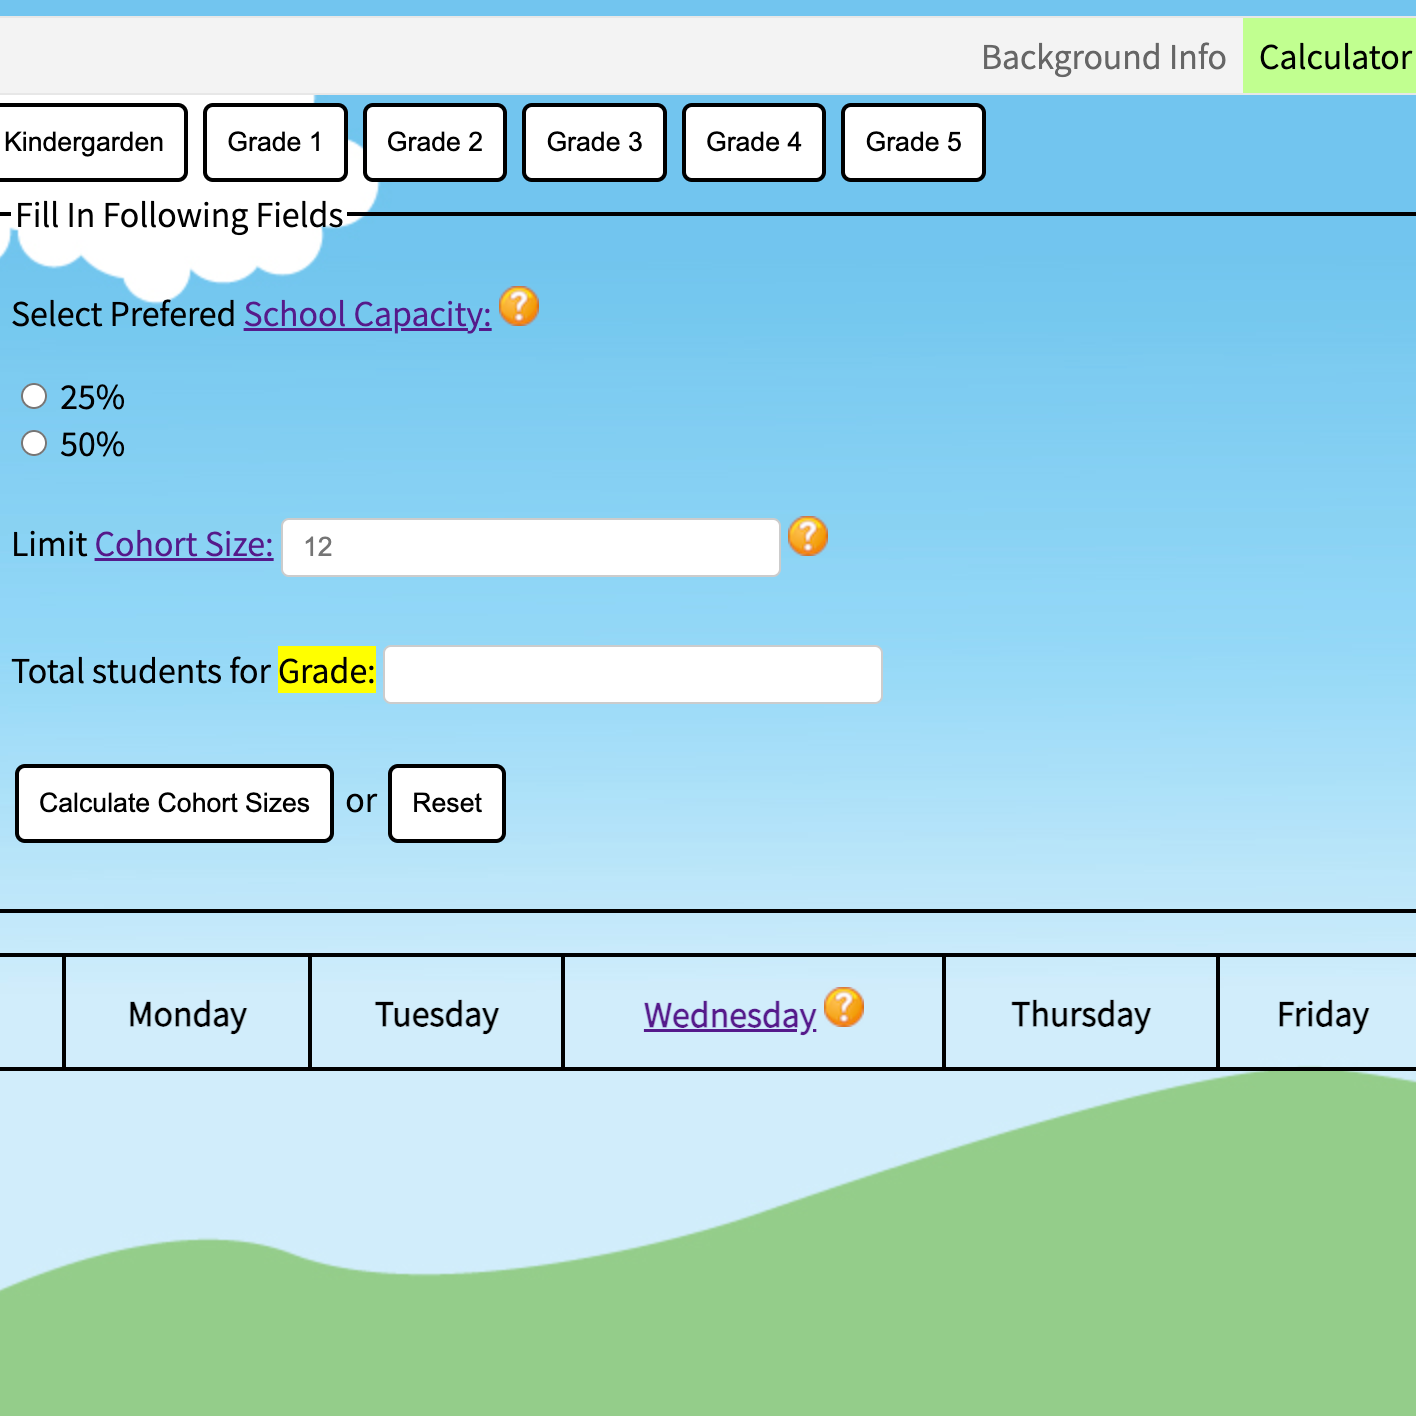 Background Info Calculator
Kindergarden Grade 1 Grade 2 Grade 3 Grade 4 Grade 5
Fill In Following Fields
Select Prefered School Capacity: ?
25%
50%
Limit Cohort Size: 12 ?
Total students for Grade:
Calculate Cohort Sizes or Reset
Monday Tuesday Wednesday ? Thursday Friday